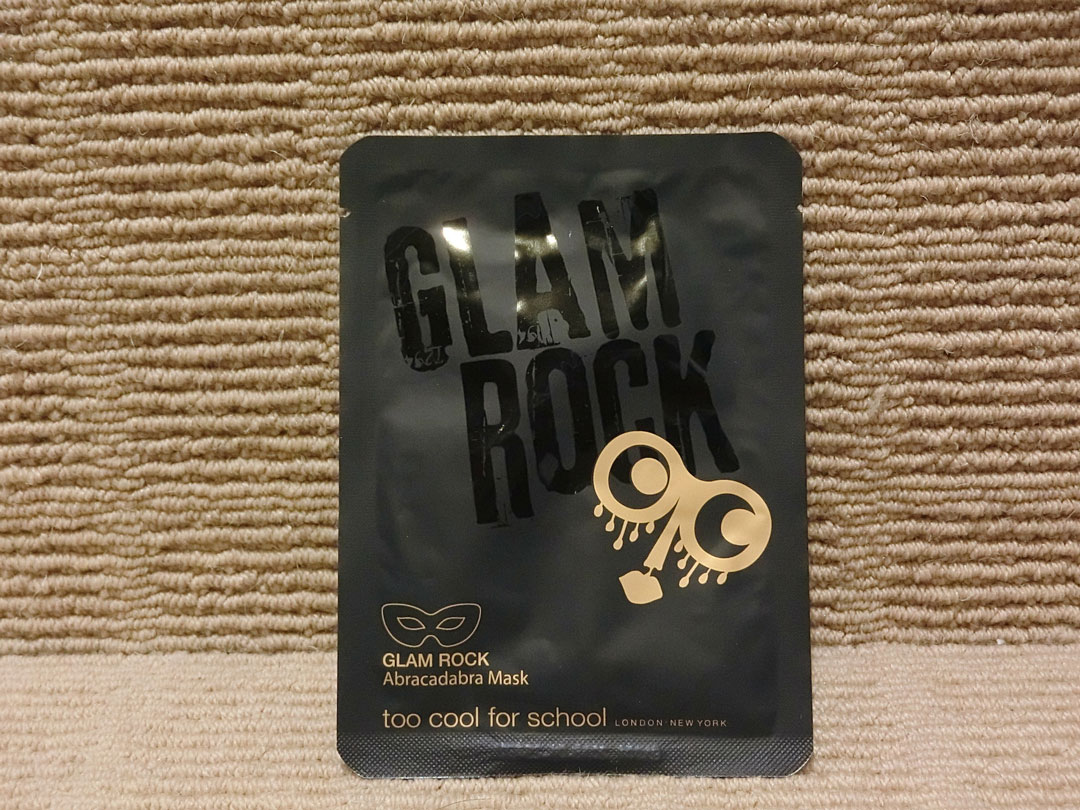 GLAM
ROCK
GLAM ROCK
Abracadabra Mask
too cool for school LONDON NEW YORK